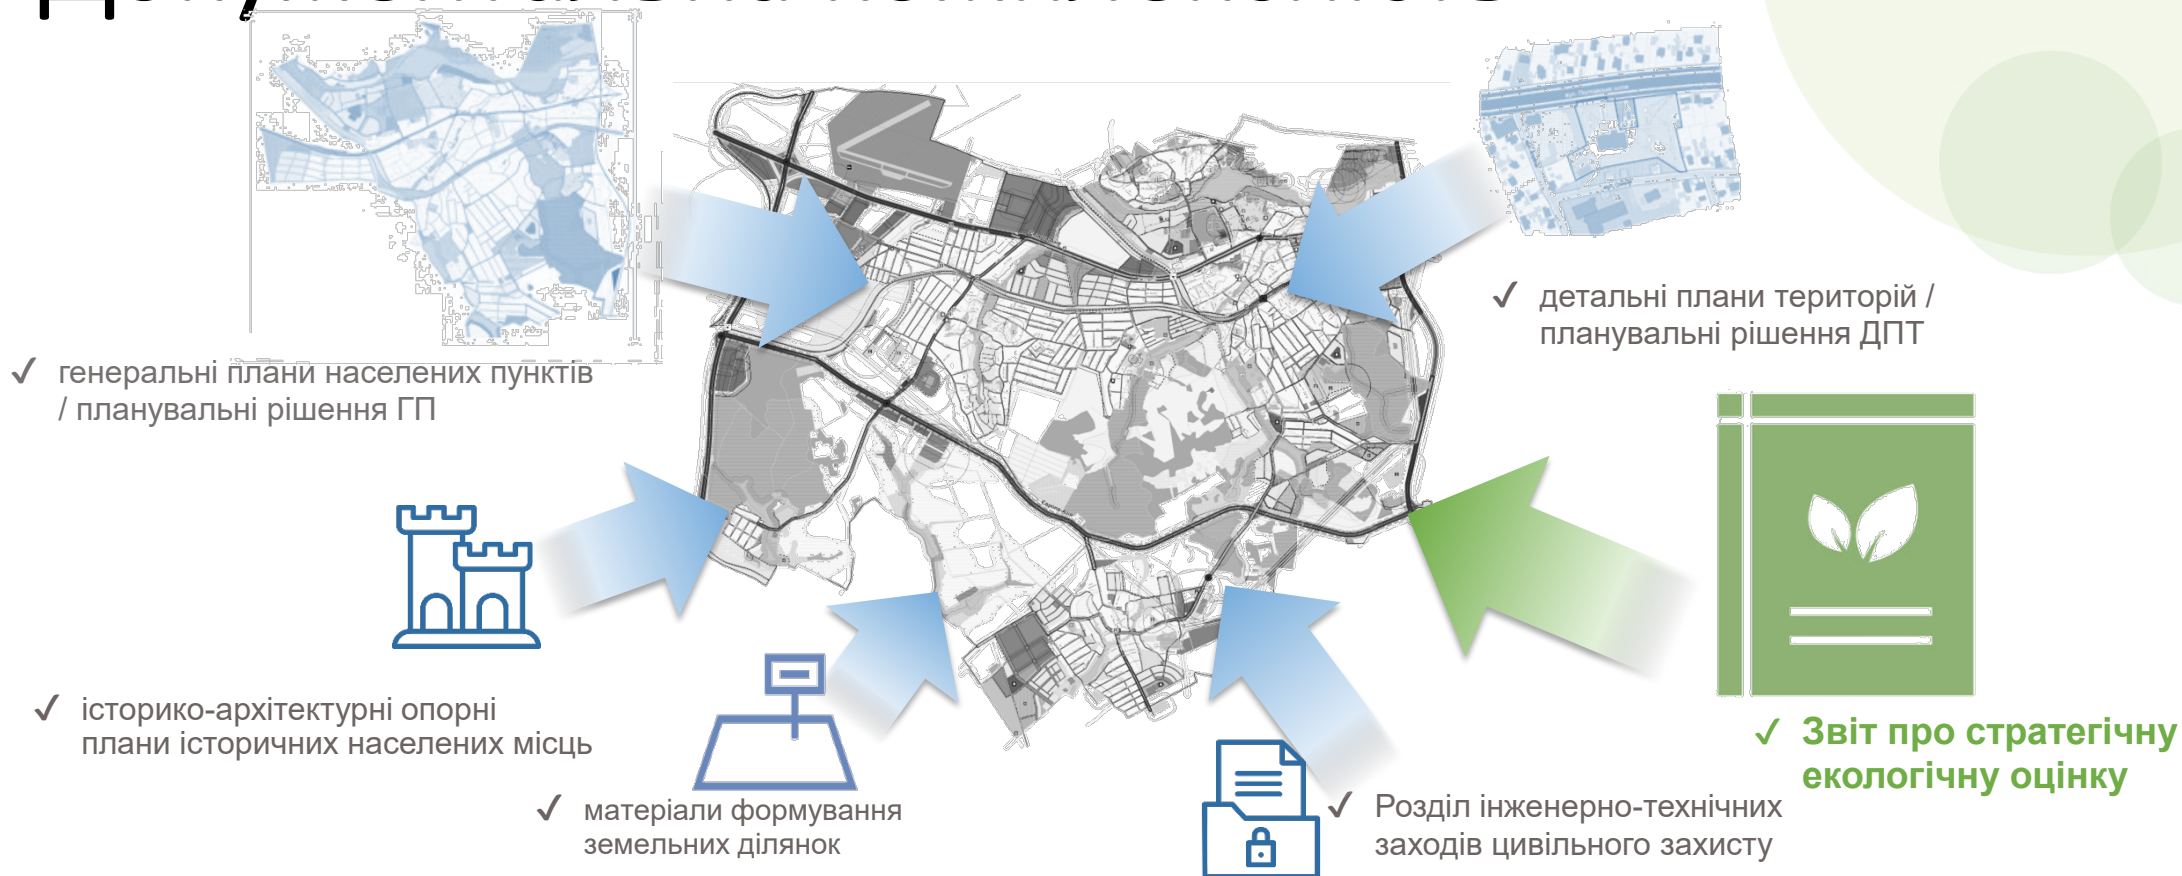 ✓ детальні плани територій /
планувальні рішення ДПТ
✓ генеральні плани населених пунктів
/ планувальні рішення ГП
✓ історико-архітектурні опорні
плани історичних населених місць
✓ матеріали формування
земельних ділянок
✓ Розділ інженерно-технічних
заходів цивільного захисту
✓ Звіт про стратегічну
екологічну оцінку